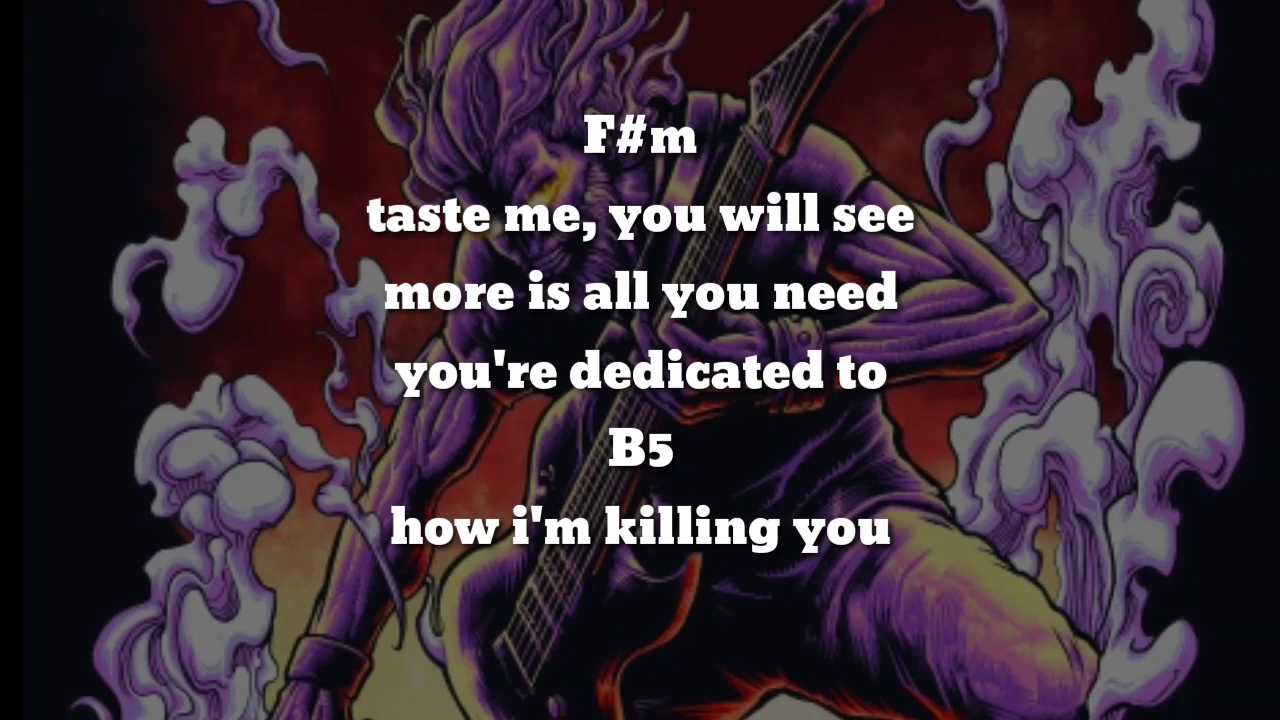 F#m
taste me, you will see
more is all you need
you're dedicated to
B5
how i'm killing you